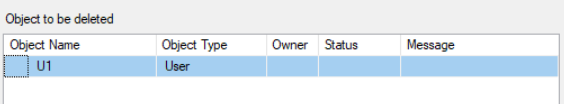 Object to be deleted
Object Name Object Type Owner Status Message
U1 User